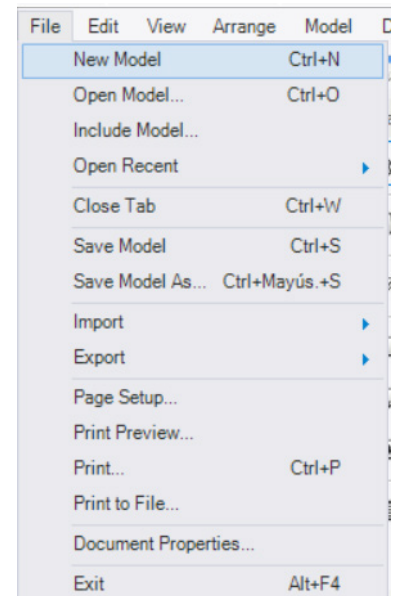 File Edit View Arrange Model
New Model Ctrl+N
Open Model... Ctrl+O
Include Model...
Open Recent
Close Tab Ctrl+W
Save Model Ctrl+S
Save Model As... Ctrl+Mayús.+S
Import
Export
Page Setup...
Print Preview...
Print... Ctrl+P
Print to File...
Document Properties...
Exit Alt+F4